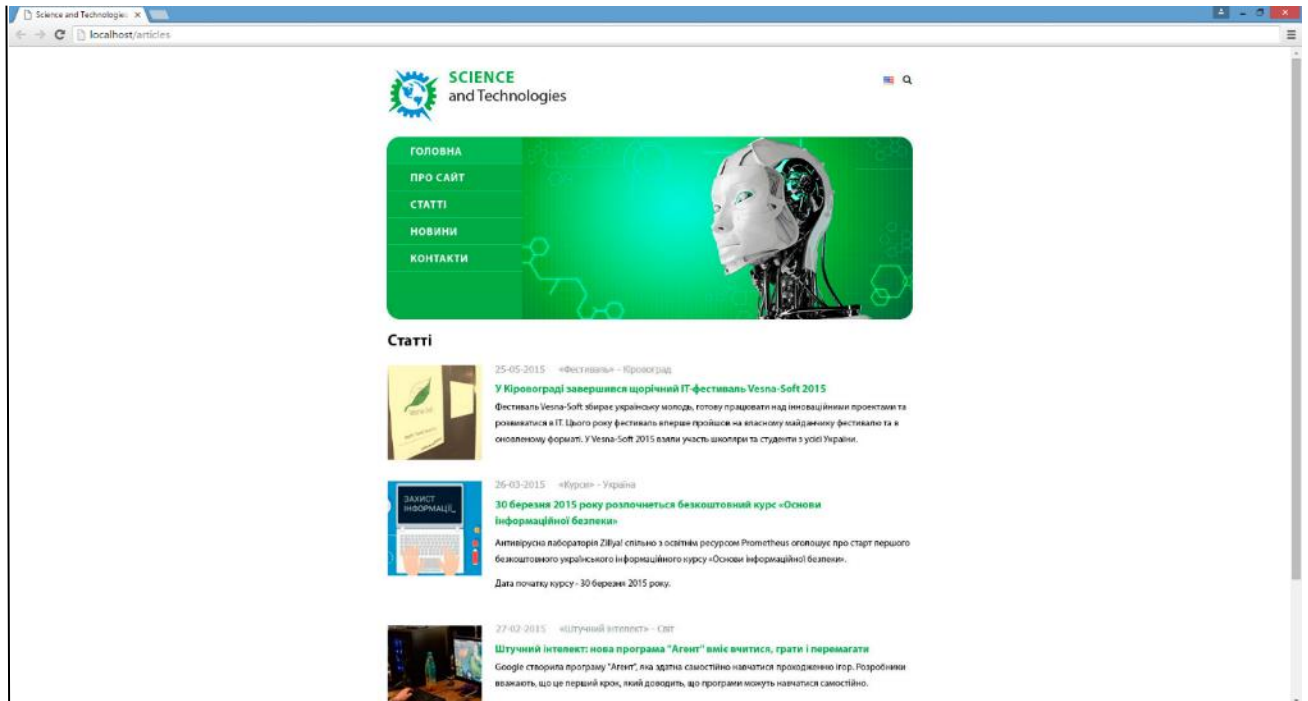 Science and Technologie
localhost/articles
SCIENCE
and Technologies
ГОЛОВНА
ПРО САЙТ
СТАТТІ
НОВИНИ
КОНТАКТИ
Статті
25-05-2015 «Фестиваль» - Кіровоград
У Кіровограді завершився щорічний ІТ-фестиваль Vesna-Soft 2015
Фестиваль Vesna-Soft збирає українську молодь, готову працювати над інноваційними проектами та
розвиватися в ІТ. Цього року фестиваль вперше пройшов на власному майданчику фестивалю та в
оновленому форматі. У Vesna-Soft 2015 взяли участь школярі та студенти з усієї України.
26-03-2015 «Курси» - Україна
ЗАХИСТ
ІНФОРМАЦІЇ_
30 березня 2015 року розпочнеться безкоштовний курс «Основи
інформаційної безпеки»
Антивірусна лабораторія Zillya! спільно з освітнім ресурсом Prometheus оголошує про старт першого
безкоштовного українського інформаційного курсу «Основи інформаційної безпеки».
Дата початку курсу - 30 березня 2015 року.
27-02-2015 «Штучний інтелект» - Світ
Штучний інтелект: нова програма "Агент" вміє вчитися, грати і перемагати
Google створила програму "Агент", яка здатна самостійно навчатися проходженню ігор. Розробники
вважають, що це перший крок, який доводить, що програми можуть навчатися самостійно.